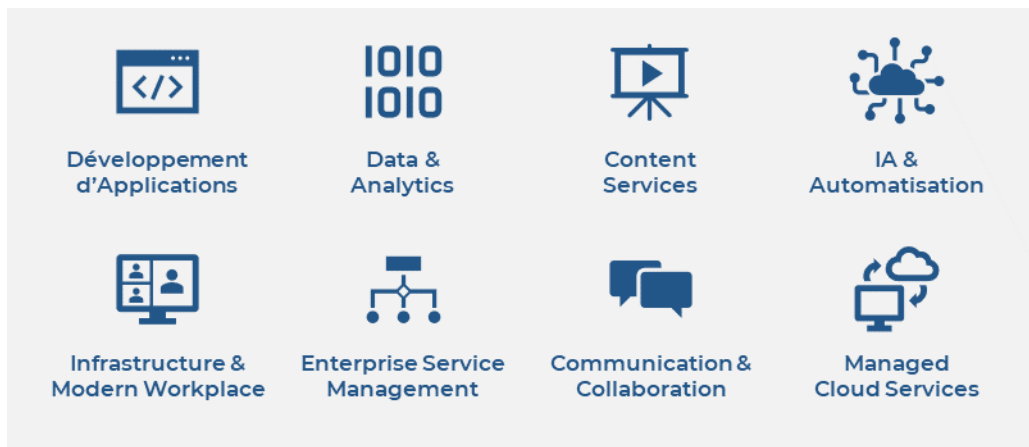 </>
1010
1010
Développement
d'Applications
Data &
Analytics
Content
Services
IA &
Automatisation
Infrastructure &
Modern Workplace
Enterprise Service
Management
Communication &
Collaboration
Managed
Cloud Services